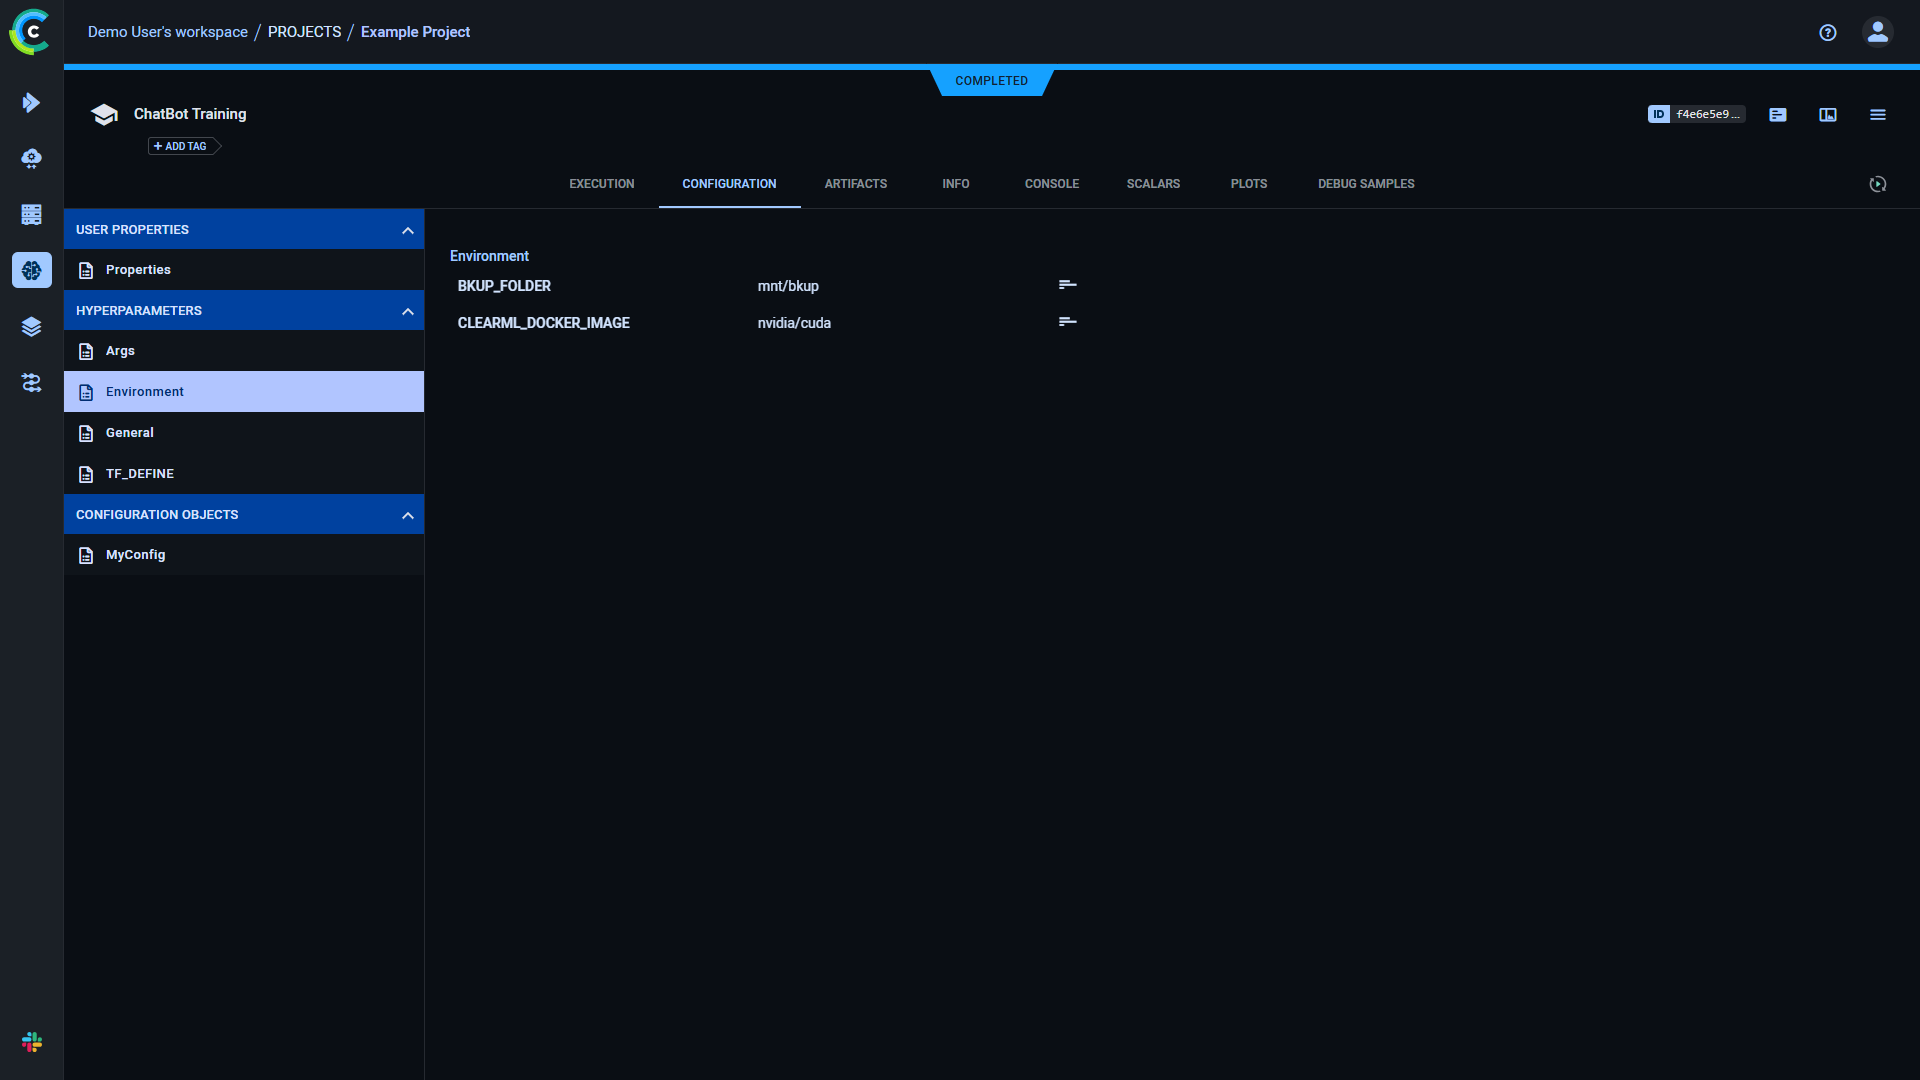 Demo User's workspace / PROJECTS / Example Project
COMPLETED
ChatBot Training
ID f4e6e5e9...
+ ADD TAG
EXECUTION CONFIGURATION ARTIFACTS INFO CONSOLE SCALARS PLOTS DEBUG SAMPLES
USER PROPERTIES
Properties
HYPERPARAMETERS
Args
Environment
General
TF_DEFINE
CONFIGURATION OBJECTS
MyConfig
Environment
BKUP_FOLDER mnt/bkup
CLEARML_DOCKER_IMAGE nvidia/cuda